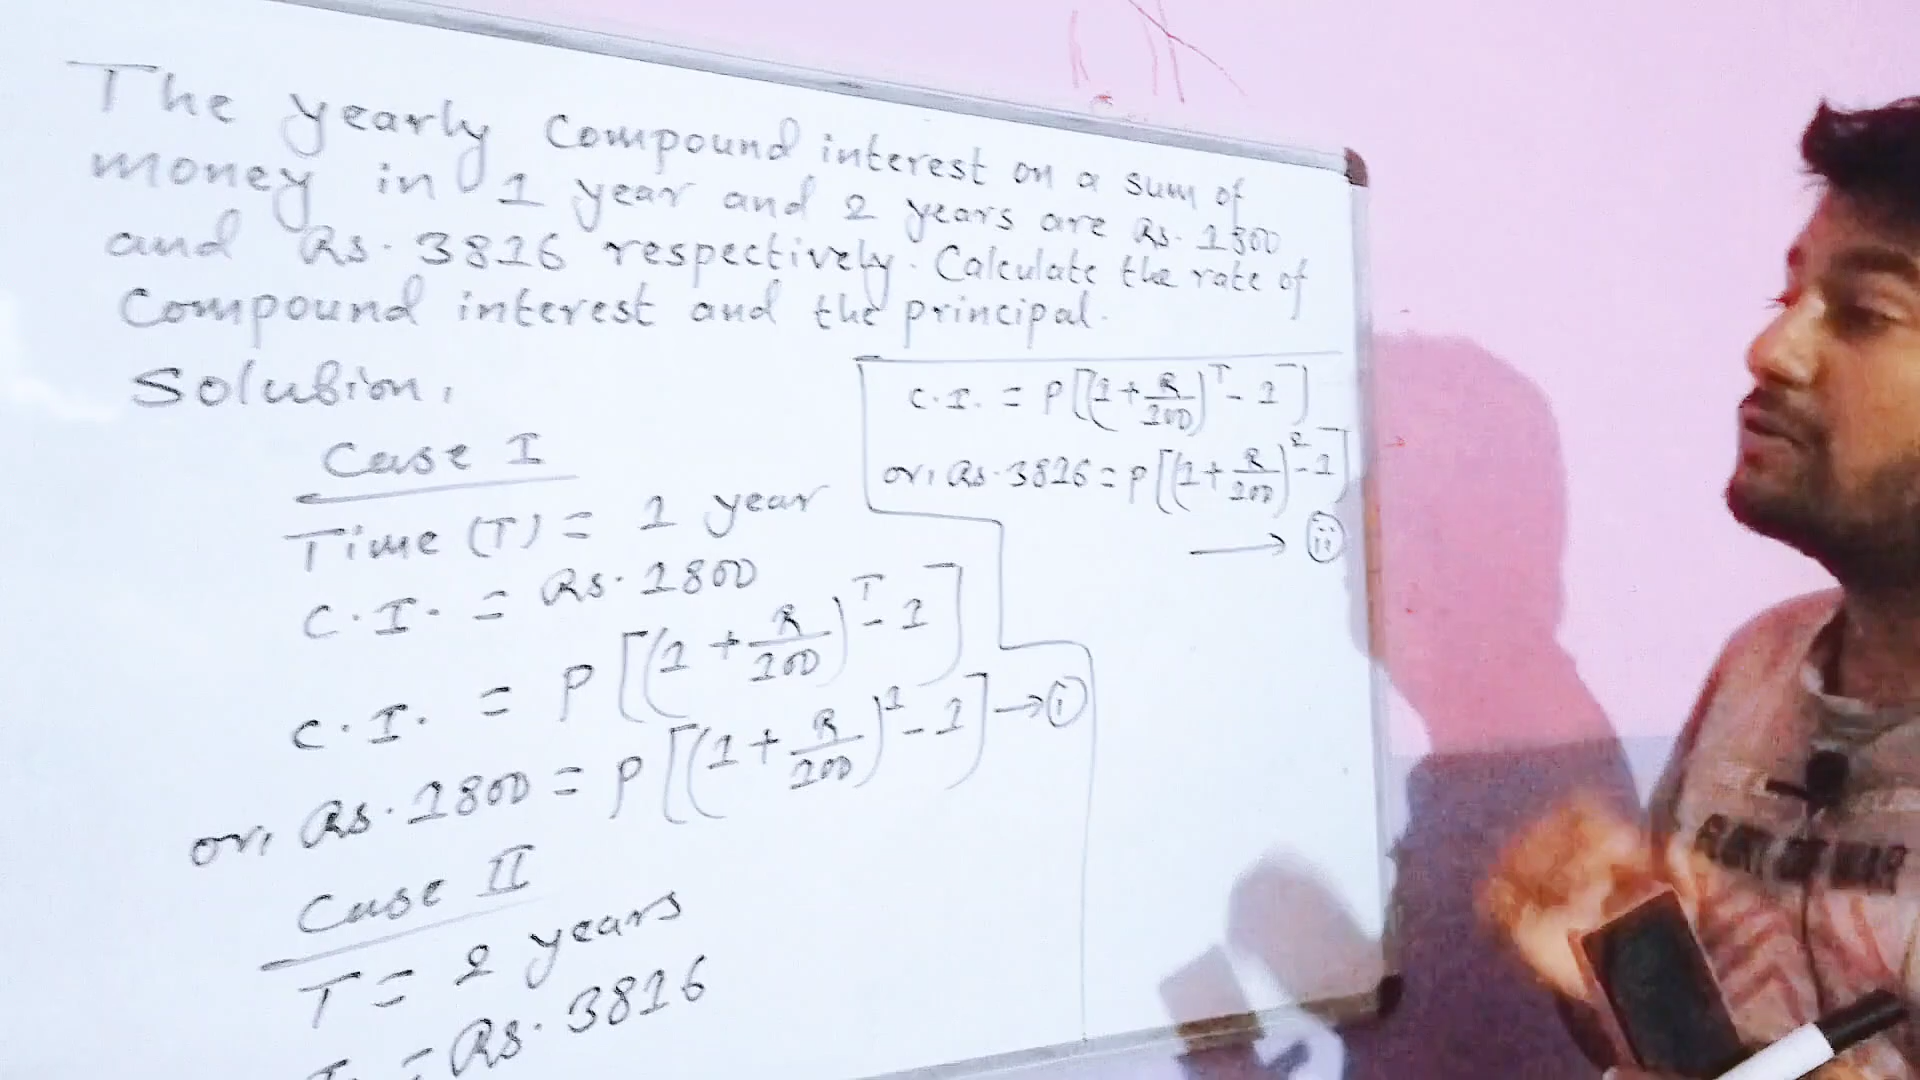 The yearly Compound interest on a sum of
money in 1 year and 2 years are Rs. 1800
and Rs. 3816 respectively. Calculate the rate of
Compound interest and the principal.
Solution,
Case I
Time (T) = 1 year
C.I. = Rs. 1800
C.I. = P[(1 + R/100)^T - 1]
or, Rs. 1800 = P[(1 + R/100)^1 - 1] → (i)
Case II
T = 2 years
= Rs. 3816
C.I. = P[(1 + R/100)^T - 1]
or, Rs. 3816 = P[(1 + R/100)^2 - 1]
→ (ii)